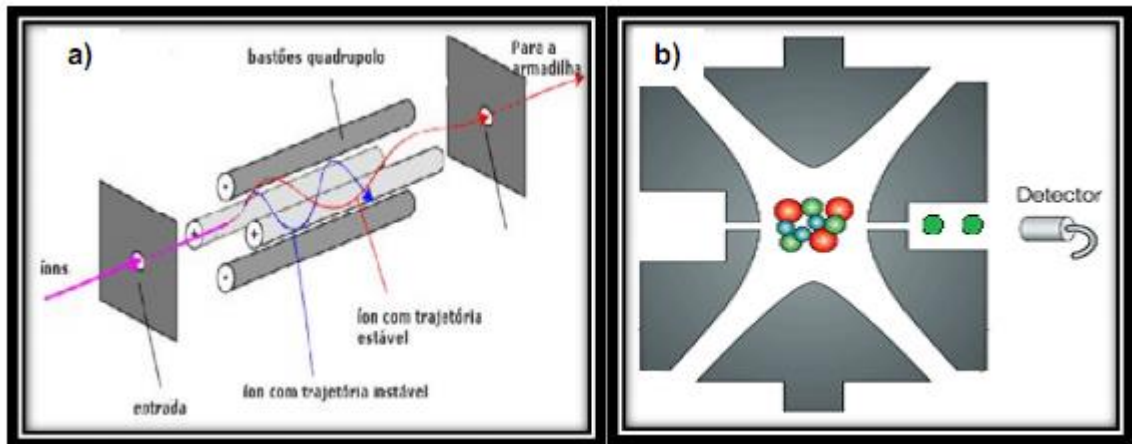 a)
bastões quadrupolo
Para a
armadilha
íons
entrada
íon com trajetória
estável
íon com trajetória instável
b)
Detector